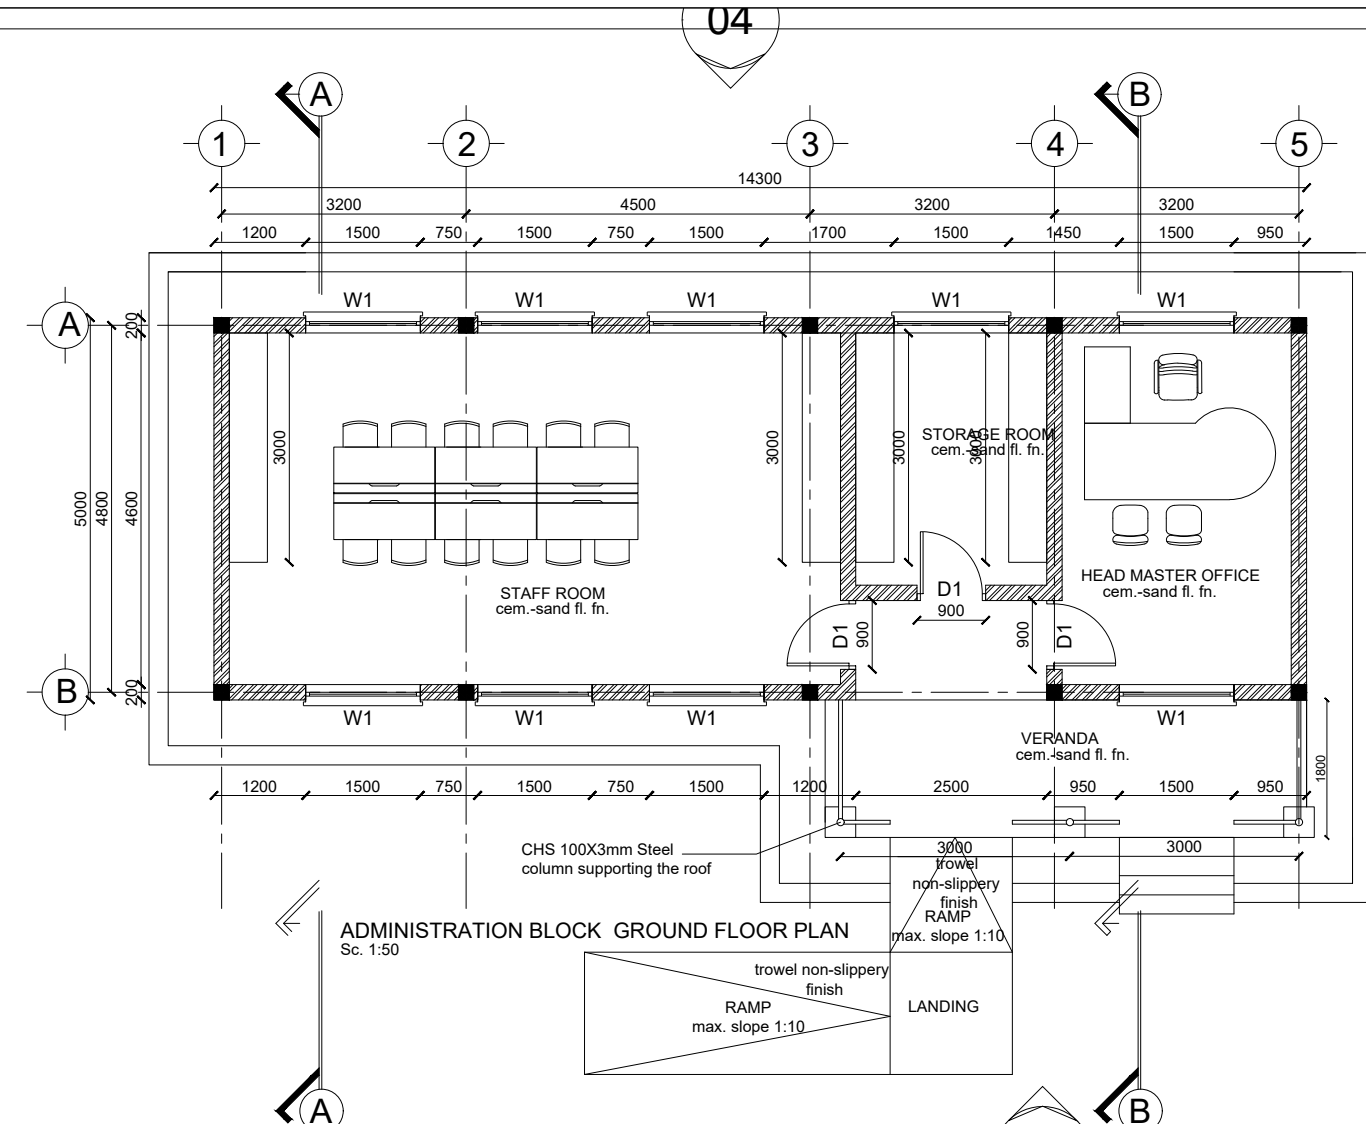 04
A B
1 2 3 4 5
14300
3200 4500 3200 3200
1200 1500 750 1500 750 1500 1700 1500 1450 1500 950
W1 W1 W1 W1 W1
A
200
3000
3000
3000
3000
STORAGE ROOM
cem.-sand fl. fn.
5000
4800
4600
HEAD MASTER OFFICE
cem.-sand fl. fn.
STAFF ROOM
cem.-sand fl. fn.
D1
900
D1
900
900
D1
B
200
W1 W1 W1 W1
VERANDA
cem.-sand fl. fn.
1800
1200 1500 750 1500 750 1500 1200 2500 950 1500 950
CHS 100X3mm Steel
column supporting the roof
3000 3000
trowel
non-slippery
finish
RAMP
max. slope 1:10
ADMINISTRATION BLOCK GROUND FLOOR PLAN
Sc. 1:50
trowel non-slippery
finish
RAMP
max. slope 1:10
LANDING
A B